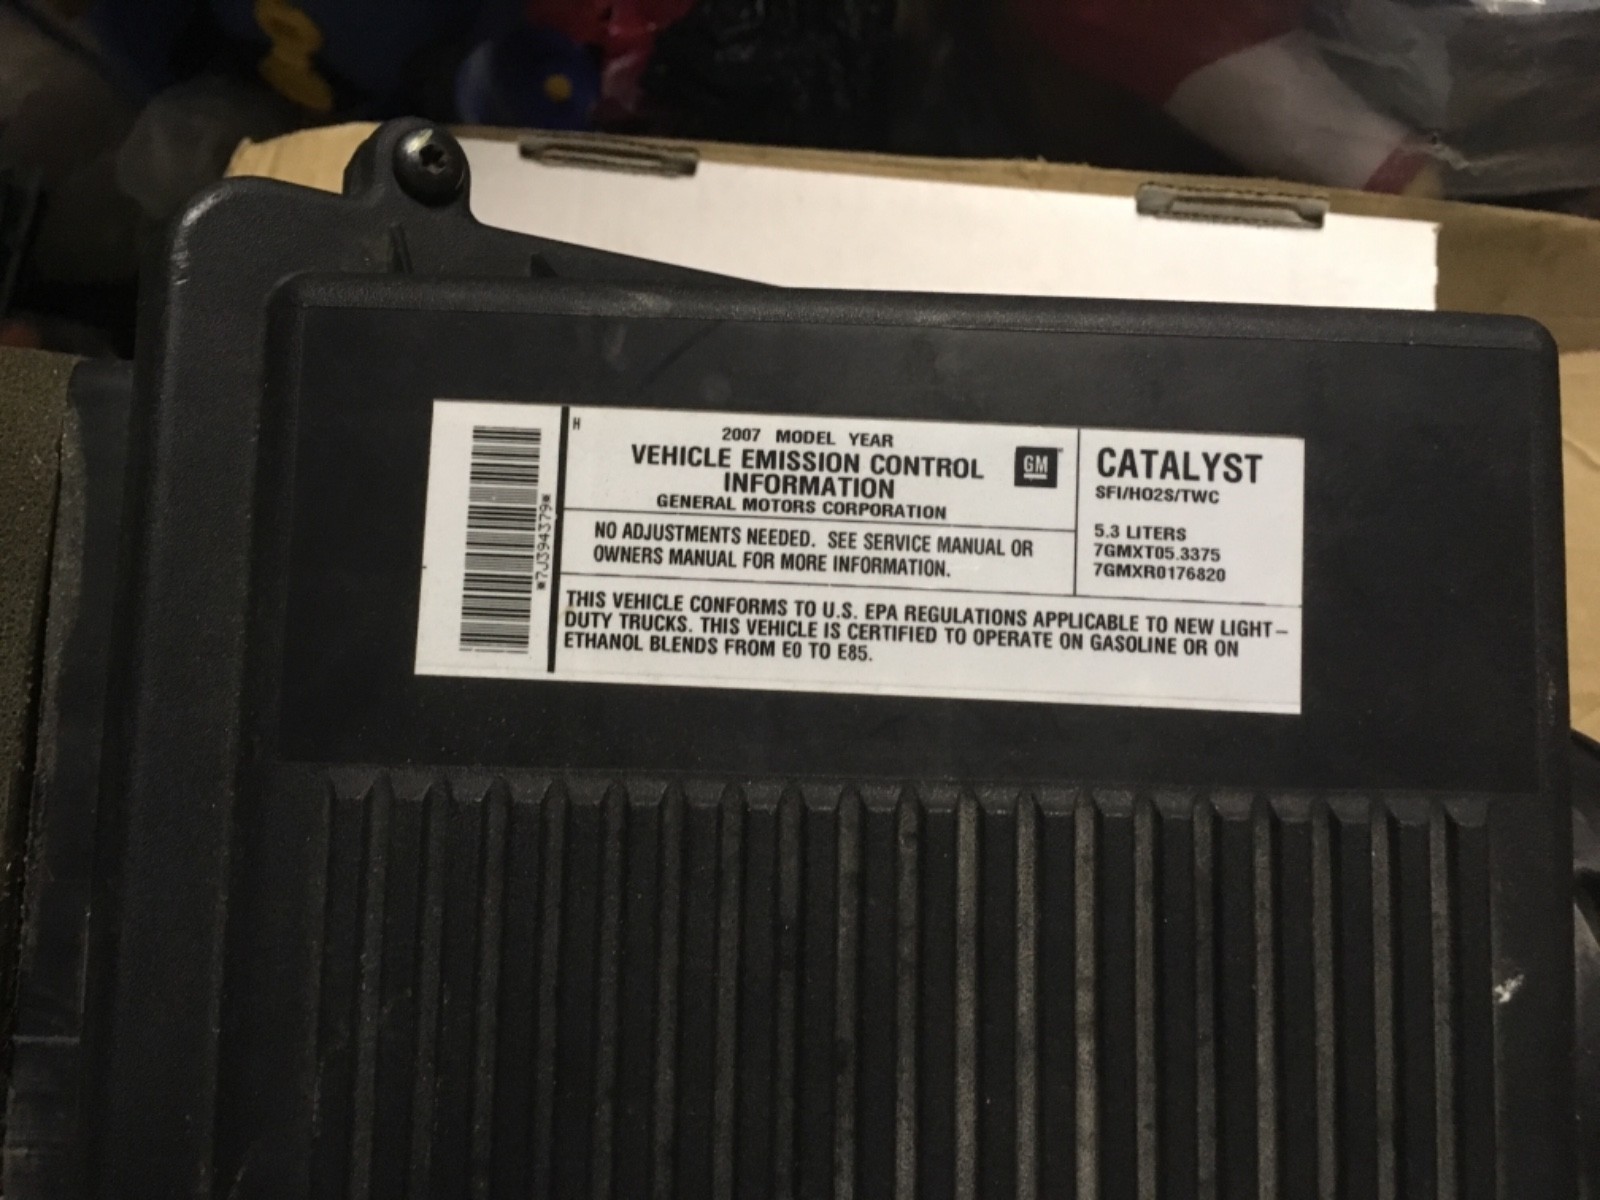 H
2007 MODEL YEAR
VEHICLE EMISSION CONTROL
INFORMATION
GENERAL MOTORS CORPORATION
GM
NO ADJUSTMENTS NEEDED. SEE SERVICE MANUAL OR
OWNERS MANUAL FOR MORE INFORMATION.
CATALYST
SFI/HO2S/TWC
5.3 LITERS
7GMXT05.3375
7GMXR0176820
THIS VEHICLE CONFORMS TO U.S. EPA REGULATIONS APPLICABLE TO NEW LIGHT-
DUTY TRUCKS. THIS VEHICLE IS CERTIFIED TO OPERATE ON GASOLINE OR ON
ETHANOL BLENDS FROM E0 TO E85.
*7J394379*